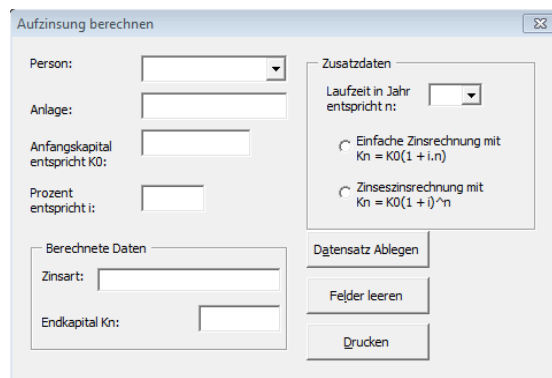 Aufzinsung berechnen
Person:
Anlage:
Anfangskapital
entspricht K0:
Prozent
entspricht i:
Zusatzdaten
Laufzeit in Jahr
entspricht n:
Einfache Zinsrechnung mit
Kn = K0(1 + i.n)
Zinseszinsrechnung mit
Kn = K0(1 + i)^n
Berechnete Daten
Zinsart:
Endkapital Kn:
Datensatz Ablegen
Felder leeren
Drucken